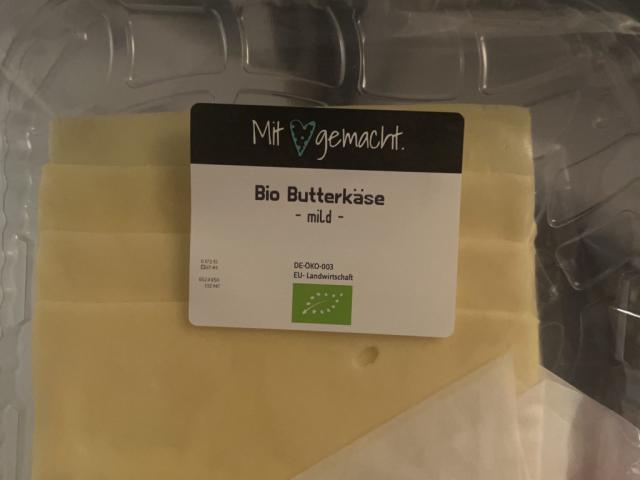 Mit gemacht.
Bio Butterkäse
- mild -
DE-ÖKO-003
EU- Landwirtschaft